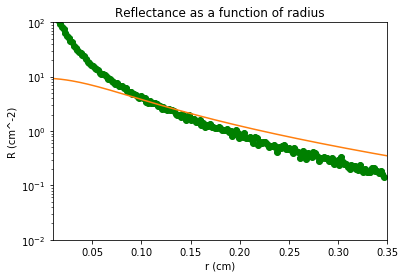 Reflectance as a function of radius
R (cm^-2)
10^2
10^1
10^0
10^-1
10^-2
0.05 0.10 0.15 0.20 0.25 0.30 0.35
r (cm)